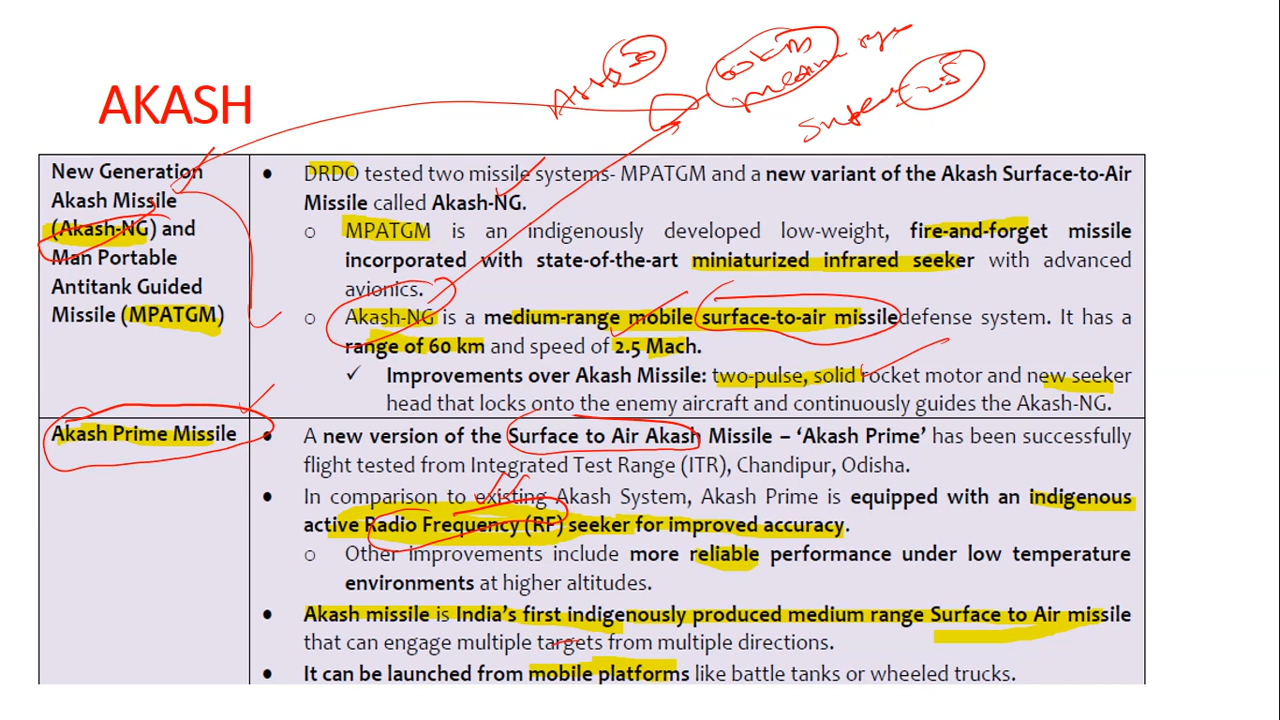 60 km
medium
super
AKASH
New Generation
Akash Missile
(Akash-NG) and
Man Portable
Antitank Guided
Missile (MPATGM)
• DRDO tested two missile systems- MPATGM and a new variant of the Akash Surface-to-Air
Missile called Akash-NG.
o MPATGM is an indigenously developed low-weight, fire-and-forget missile
incorporated with state-of-the-art miniaturized infrared seeker with advanced
avionics.
o Akash-NG is a medium-range mobile surface-to-air missiledefense system. It has a
range of 60 km and speed of 2.5 Mach.
✓ Improvements over Akash Missile: two-pulse, solid rocket motor and new seeker
head that locks onto the enemy aircraft and continuously guides the Akash-NG.
Akash Prime Missile
• A new version of the Surface to Air Akash Missile – ‘Akash Prime’ has been successfully
flight tested from Integrated Test Range (ITR), Chandipur, Odisha.
• In comparison to existing Akash System, Akash Prime is equipped with an indigenous
active Radio Frequency (RF) seeker for improved accuracy.
o Other improvements include more reliable performance under low temperature
environments at higher altitudes.
• Akash missile is India’s first indigenously produced medium range Surface to Air missile
that can engage multiple targets from multiple directions.
• It can be launched from mobile platforms like battle tanks or wheeled trucks.